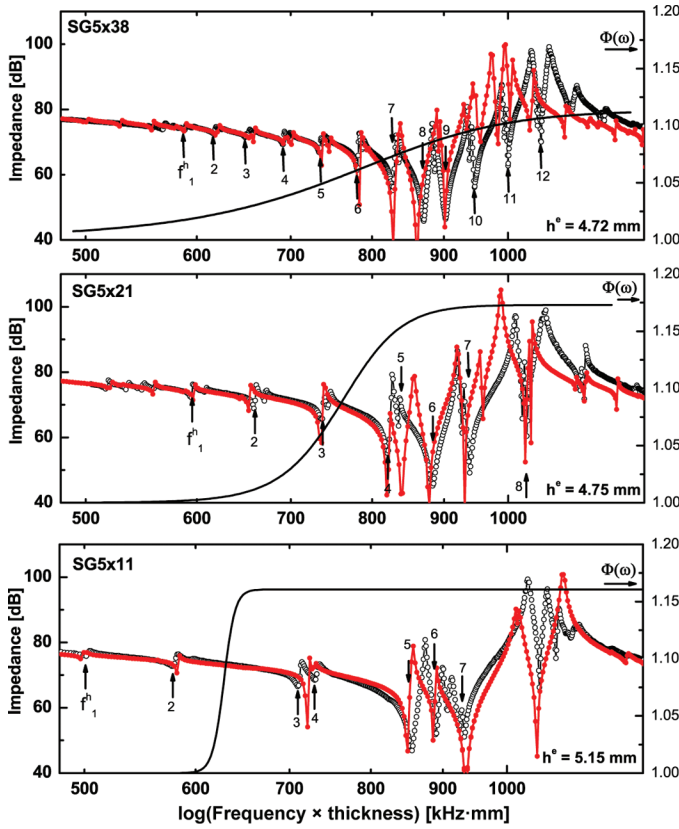 SG5x38
Φ(ω)
1.20
100
1.15
80
1.10
60
1.05
40
1.00
Impedance [dB]
f^h_1 2 3 4 5 6 7 8 9 10 11 12
h^e = 4.72 mm
500 600 700 800 900 1000
SG5x21
Φ(ω)
1.20
100
1.15
80
1.10
60
1.05
40
1.00
Impedance [dB]
f^h_1 2 3 4 5 6 7 8
h^e = 4.75 mm
500 600 700 800 900 1000
SG5x11
Φ(ω)
1.20
100
1.15
80
1.10
60
1.05
40
1.00
Impedance [dB]
f^h_1 2 3 4 5 6 7
h^e = 5.15 mm
500 600 700 800 900 1000
log(Frequency × thickness) [kHz·mm]